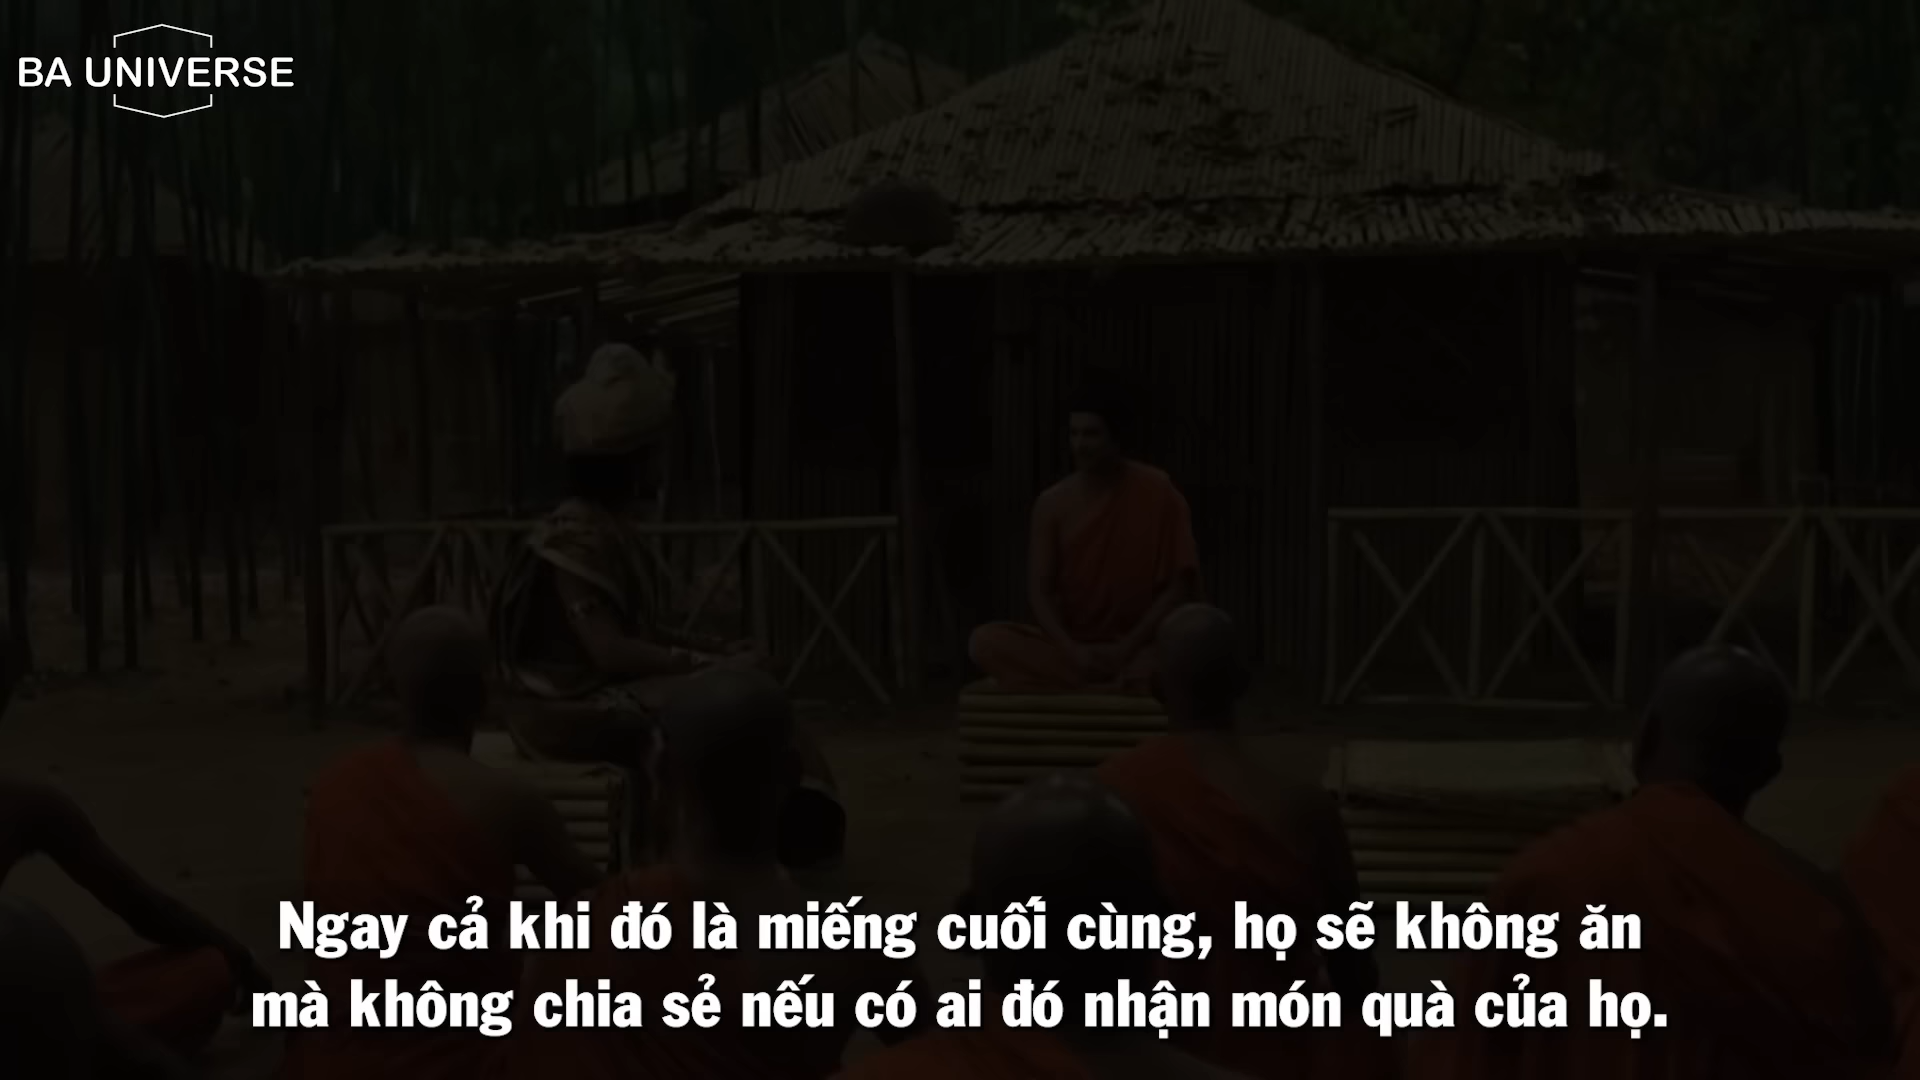 BA UNIVERSE
Ngay cả khi đó là miếng cuối cùng, họ sẽ không ăn
mà không chia sẻ nếu có ai đó nhận món quà của họ.